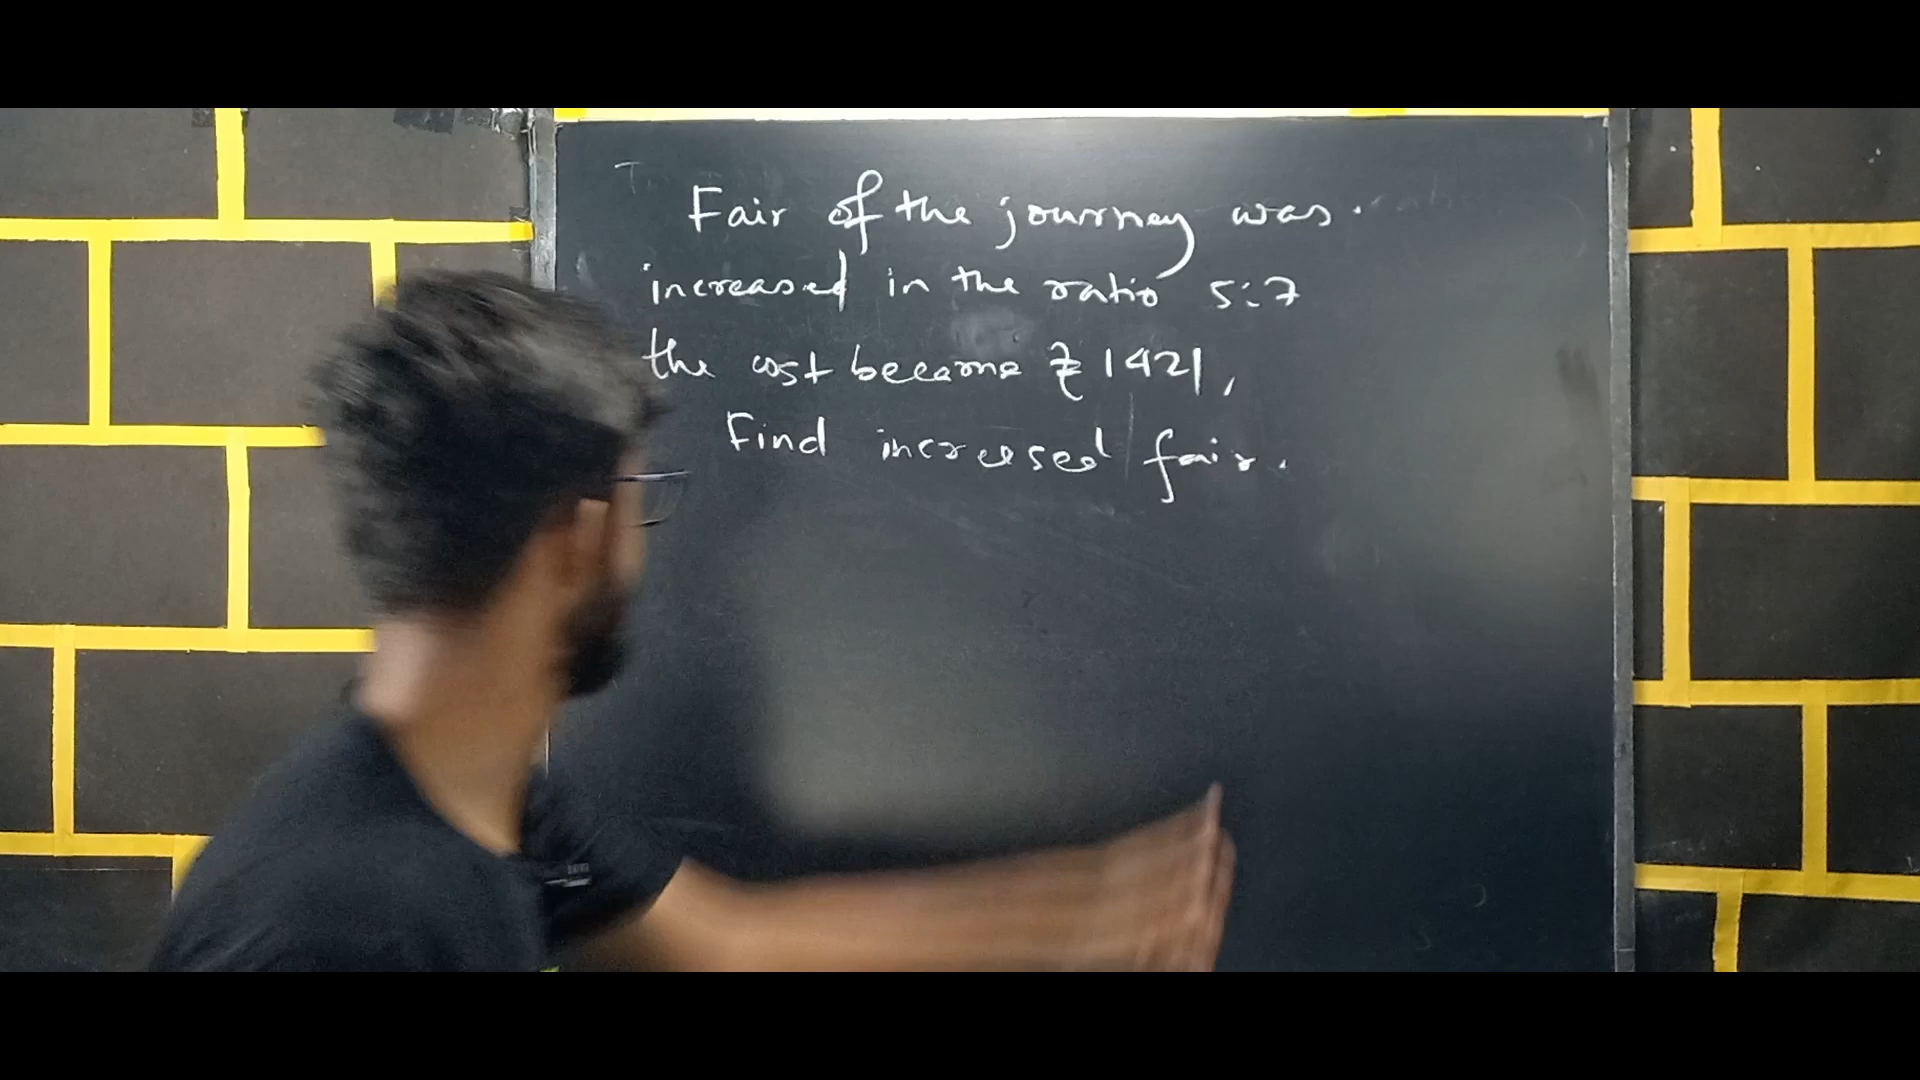 Fair of the journey was.
increased in the ratio 5:7
the cost became ₹ 1421,
Find increased fair.